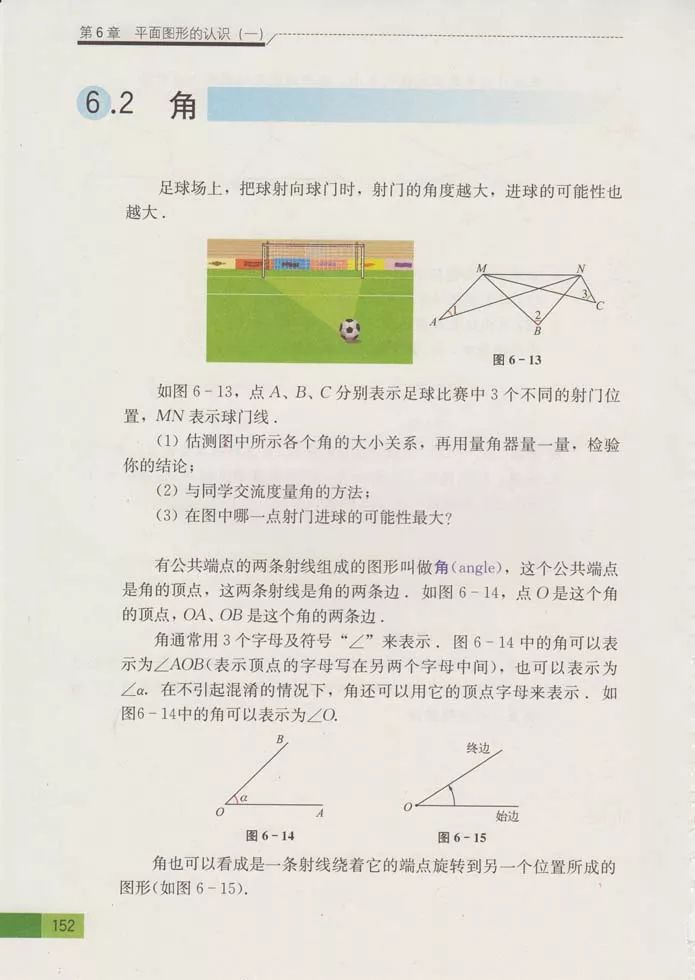 第6章 平面图形的认识(一)
6.2 角
足球场上，把球射向球门时，射门的角度越大，进球的可能性也
越大．
M
N
A
1
2
B
3
C
图 6-13
如图 6-13，点 A、B、C 分别表示足球比赛中 3 个不同的射门位
置，MN 表示球门线．
(1) 估测图中所示各个角的大小关系，再用量角器量一量，检验
你的结论；
(2) 与同学交流度量角的方法；
(3) 在图中哪一点射门进球的可能性最大?
有公共端点的两条射线组成的图形叫做角(angle)，这个公共端点
是角的顶点，这两条射线是角的两条边．如图 6-14，点 O 是这个角
的顶点，OA、OB 是这个角的两条边．
角通常用 3 个字母及符号“∠”来表示．图 6-14 中的角可以表
示为∠AOB(表示顶点的字母写在另两个字母中间)，也可以表示为
∠α．在不引起混淆的情况下，角还可以用它的顶点字母来表示．如
图6-14中的角可以表示为∠O.
B
α
O
A
图 6-14
终边
O
始边
图 6-15
角也可以看成是一条射线绕着它的端点旋转到另一个位置所成的
图形(如图 6-15).
152